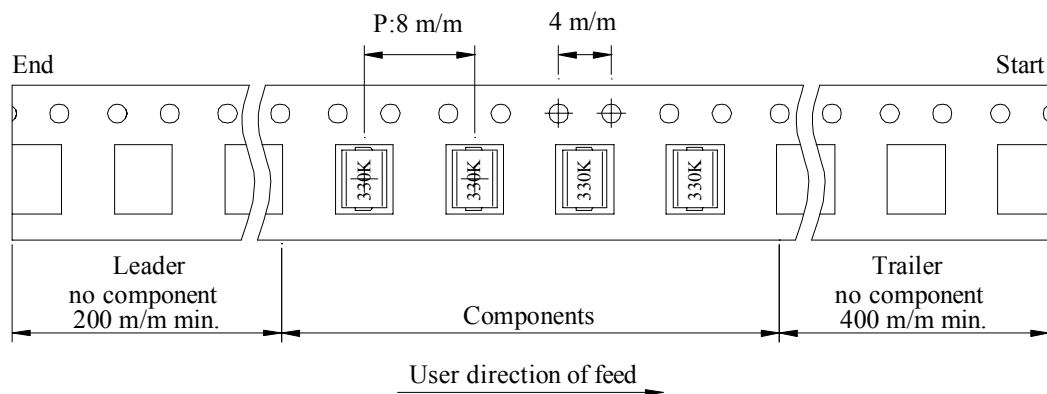 P:8 m/m
4 m/m
End
Start
330K
330K
330K
330K
Leader
no component
200 m/m min.
Components
Trailer
no component
400 m/m min.
User direction of feed